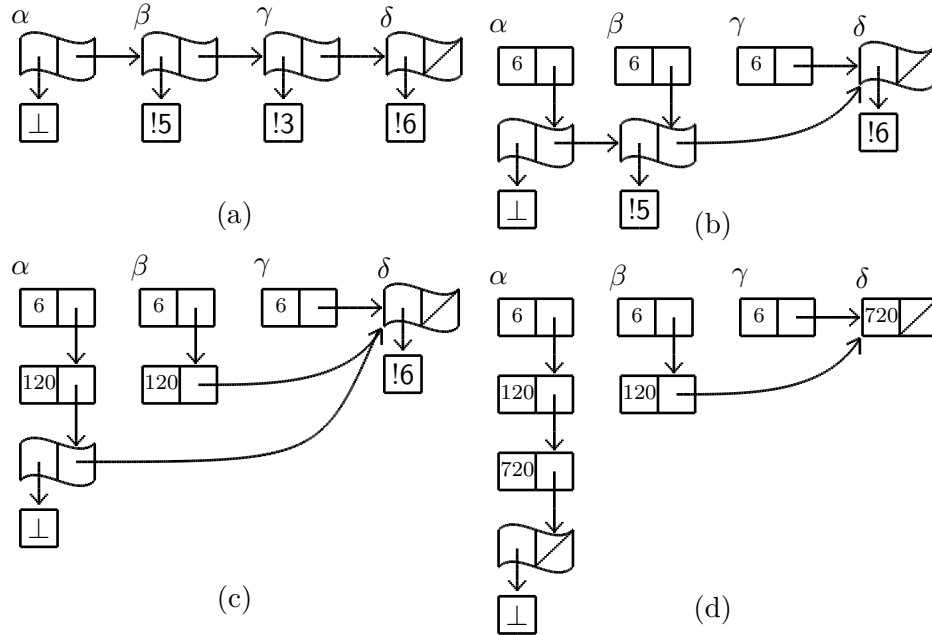 α β γ δ
⊥ !5 !3 !6
(a)
α β γ δ
6 6 6
!6
⊥ !5
(b)
α β γ δ
6 6 6
120 120 !6
⊥
(c)
α β γ δ
6 6 6 720
120 120
720
⊥
(d)